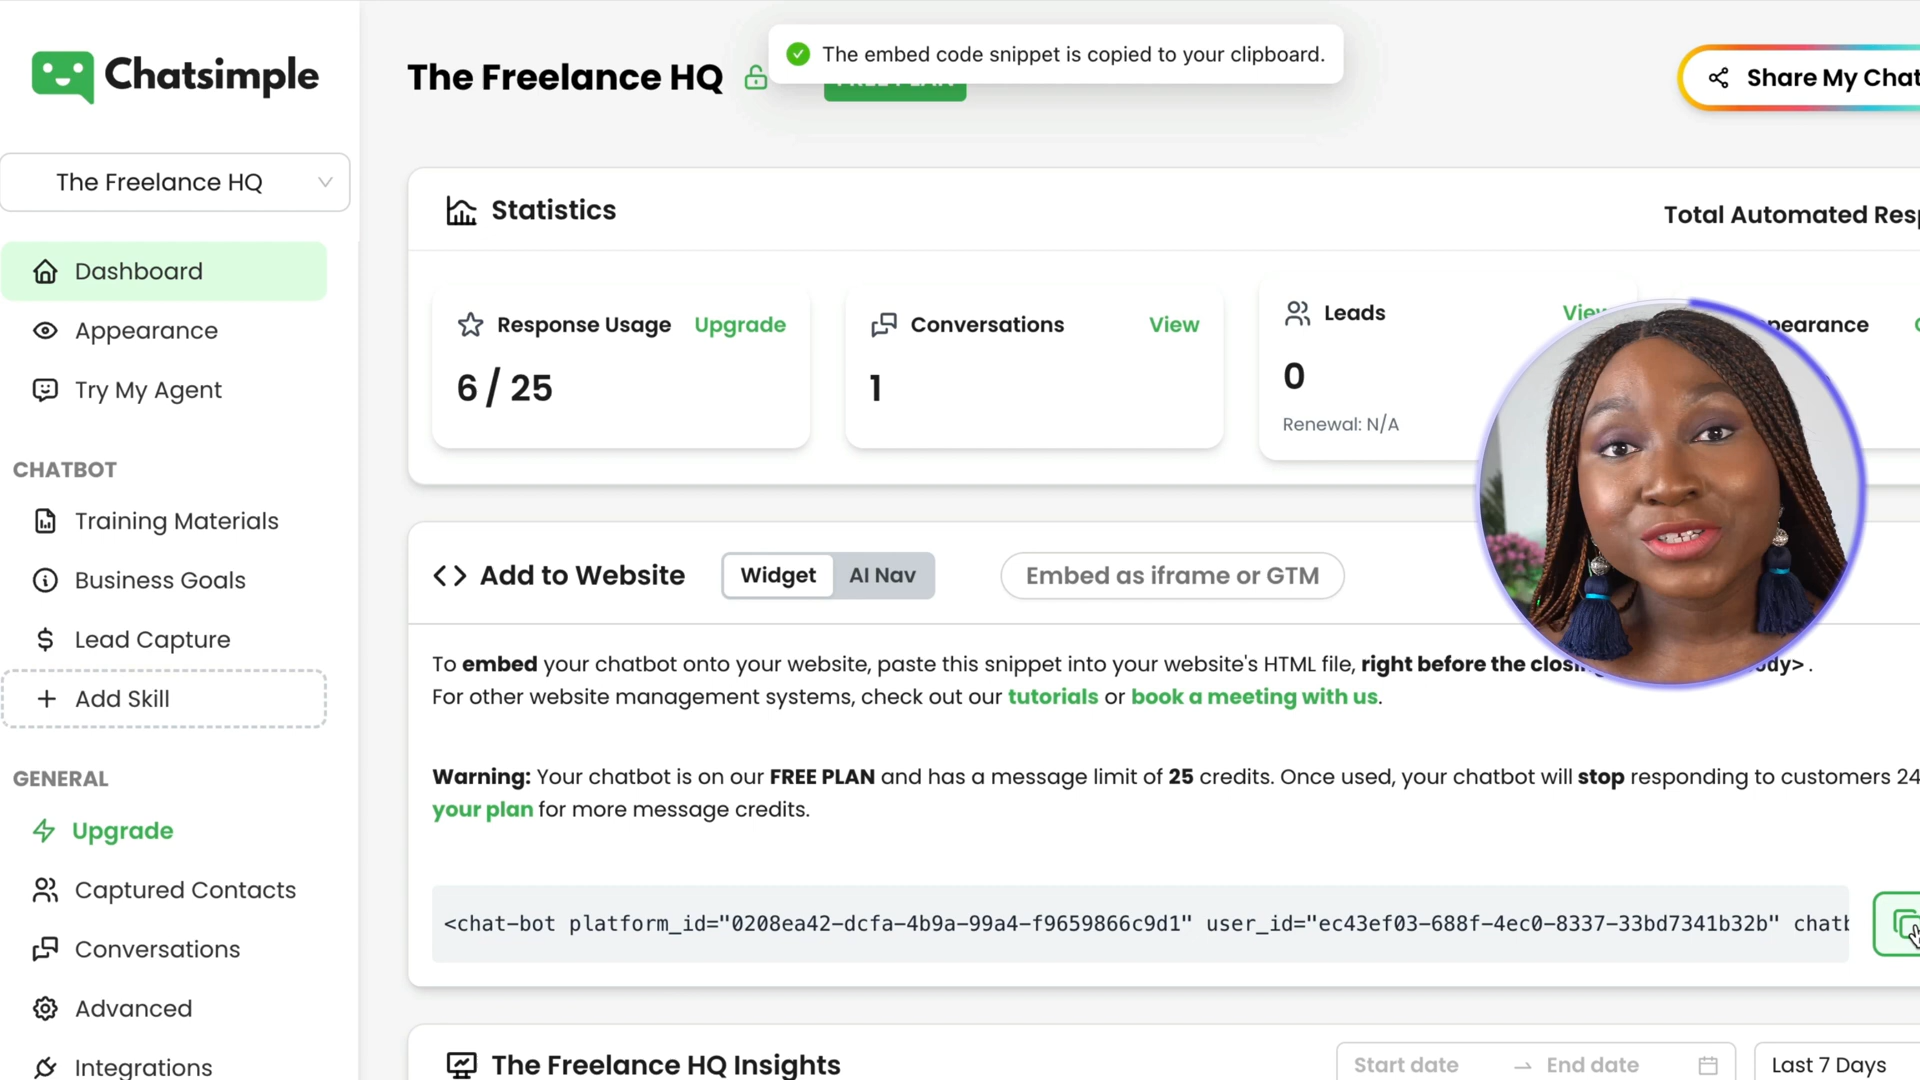 Chatsimple
The Freelance HQ
The embed code snippet is copied to your clipboard.
Share My Chat
The Freelance HQ
Dashboard
Appearance
Try My Agent
CHATBOT
Training Materials
Business Goals
Lead Capture
Add Skill
GENERAL
Upgrade
Captured Contacts
Conversations
Advanced
Integrations
Statistics
Total Automated Resp
Response Usage Upgrade
6 / 25
Conversations View
1
Leads View
0
Renewal: N/A
pearance
Add to Website
Widget AI Nav
Embed as iframe or GTM
To embed your chatbot onto your website, paste this snippet into your website's HTML file, right before the closi ody> .
For other website management systems, check out our tutorials or book a meeting with us.
Warning: Your chatbot is on our FREE PLAN and has a message limit of 25 credits. Once used, your chatbot will stop responding to customers 24
your plan for more message credits.
<chat-bot platform_id="0208ea42-dcfa-4b9a-99a4-f9659866c9d1" user_id="ec43ef03-688f-4ec0-8337-33bd7341b32b" chatb
The Freelance HQ Insights
Start date → End date
Last 7 Days